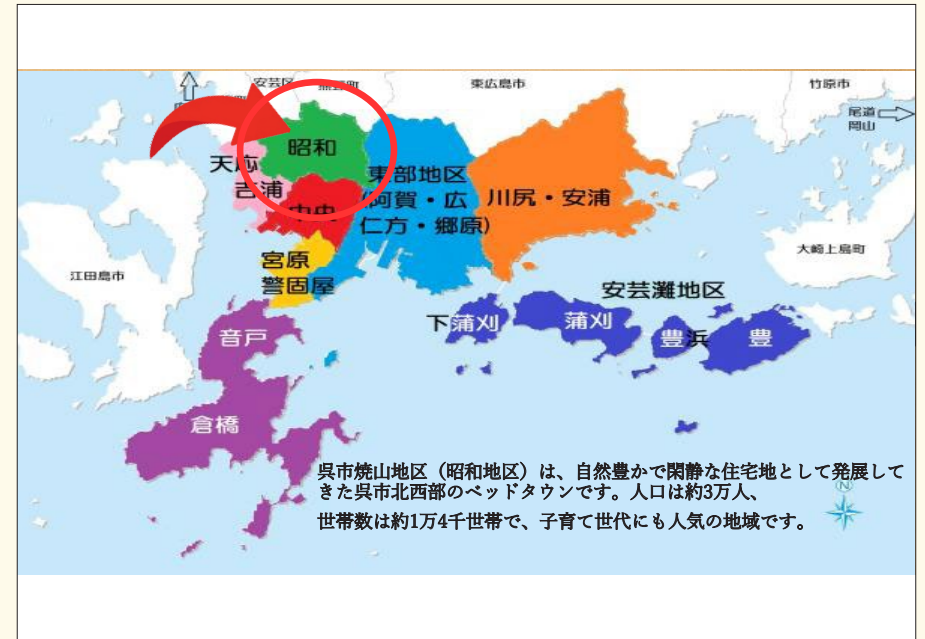 安芸区
東広島市
竹原市
尾道
岡山
昭和
天応
吉浦
中央
東部地区
(阿賀・広
仁方・郷原)
川尻・安浦
宮原
警固屋
江田島市
大崎上島町
安芸灘地区
下蒲刈
蒲刈
豊浜
豊
音戸
倉橋
呉市焼山地区（昭和地区）は、自然豊かで閑静な住宅地として発展して
きた呉市北西部のベッドタウンです。人口は約3万人、
世帯数は約1万4千世帯で、子育て世代にも人気の地域です。
N